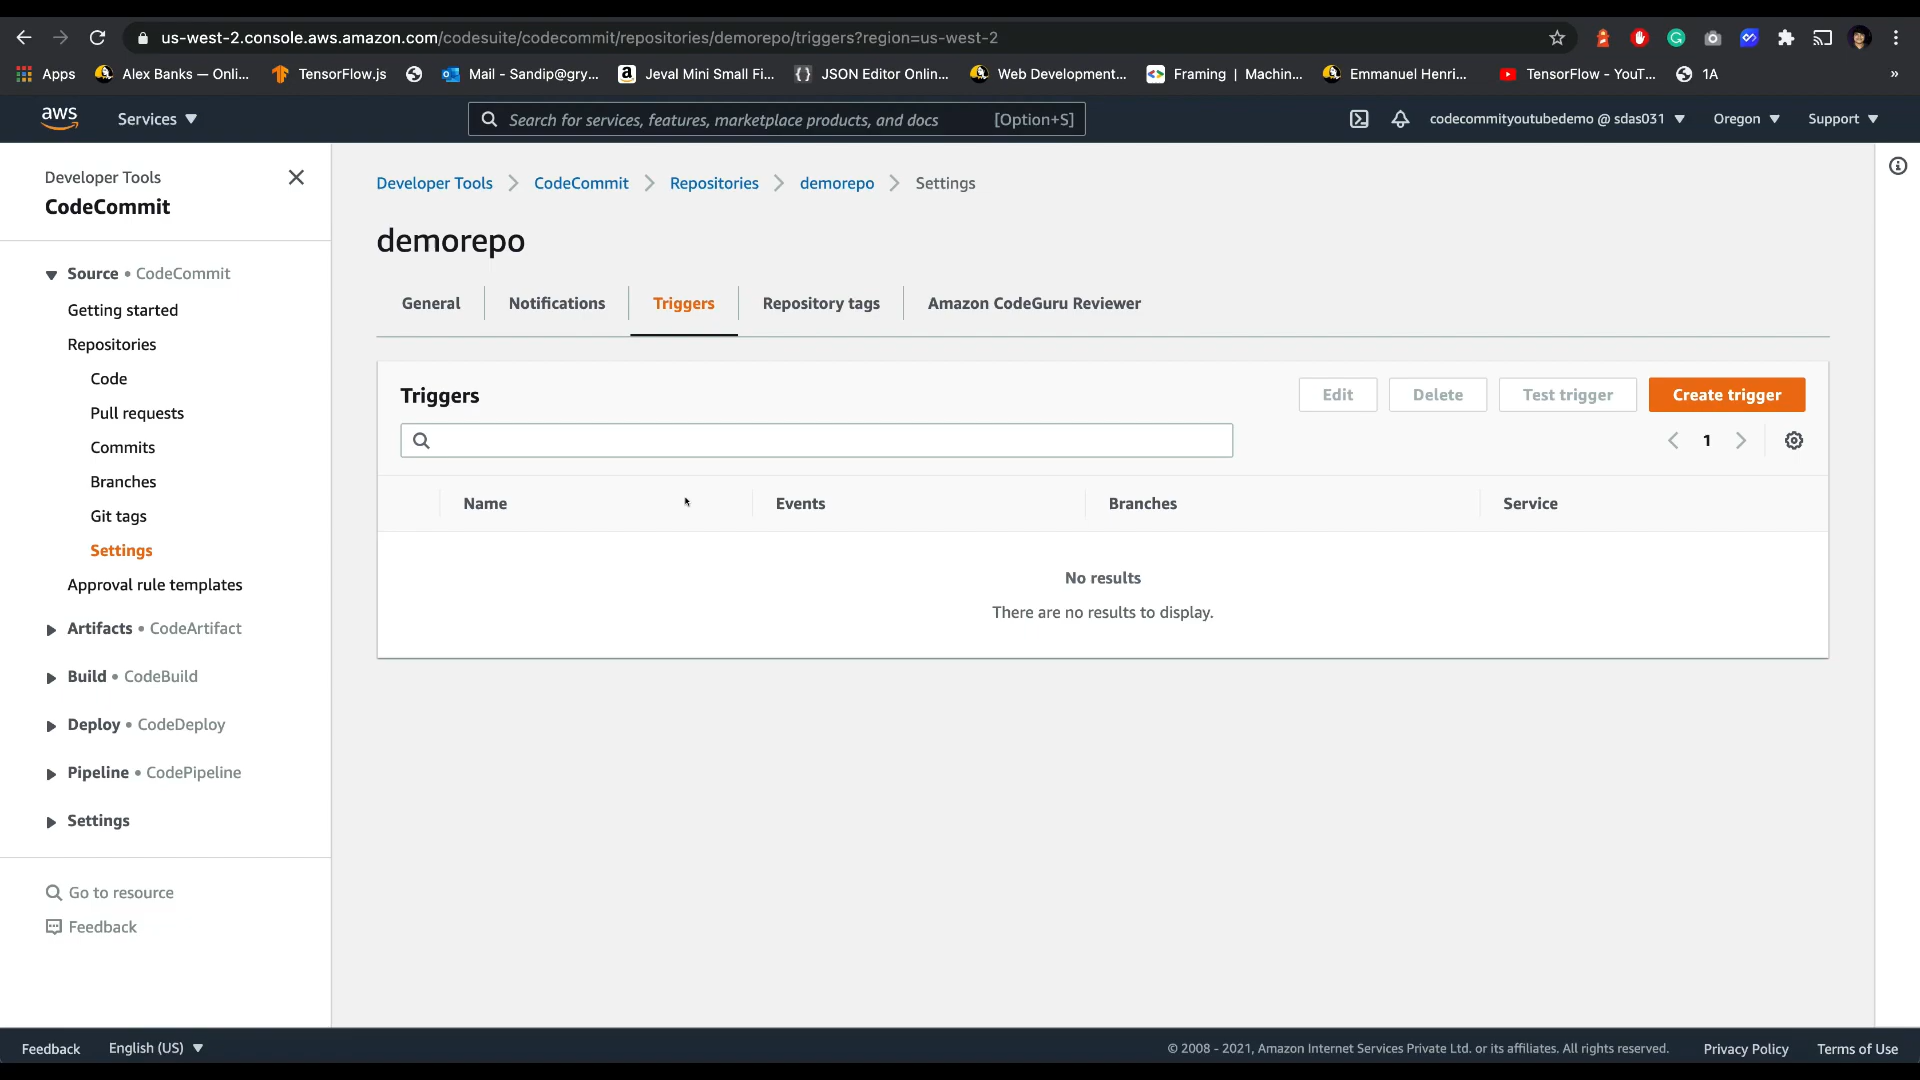 us-west-2.console.aws.amazon.com/codesuite/codecommit/repositories/demorepo/triggers?region=us-west-2
Apps Alex Banks — Onli... TensorFlow.js Mail - Sandip@gry... Jeval Mini Small Fi... JSON Editor Onlin... Web Development... Framing | Machin... Emmanuel Henri... TensorFlow - YouT... 1A »
aws Services ▼ Search for services, features, marketplace products, and docs [Option+S] codecommityoutubedemo @ sdas031 ▼ Oregon ▼ Support ▼
Developer Tools
CodeCommit
Source • CodeCommit
Getting started
Repositories
Code
Pull requests
Commits
Branches
Git tags
Settings
Approval rule templates
Artifacts • CodeArtifact
Build • CodeBuild
Deploy • CodeDeploy
Pipeline • CodePipeline
Settings
Go to resource
Feedback
Developer Tools > CodeCommit > Repositories > demorepo > Settings
demorepo
General Notifications Triggers Repository tags Amazon CodeGuru Reviewer
Triggers Edit Delete Test trigger Create trigger
1
Name Events Branches Service
No results
There are no results to display.
Feedback English (US) ▼ © 2008 - 2021, Amazon Internet Services Private Ltd. or its affiliates. All rights reserved. Privacy Policy Terms of Use